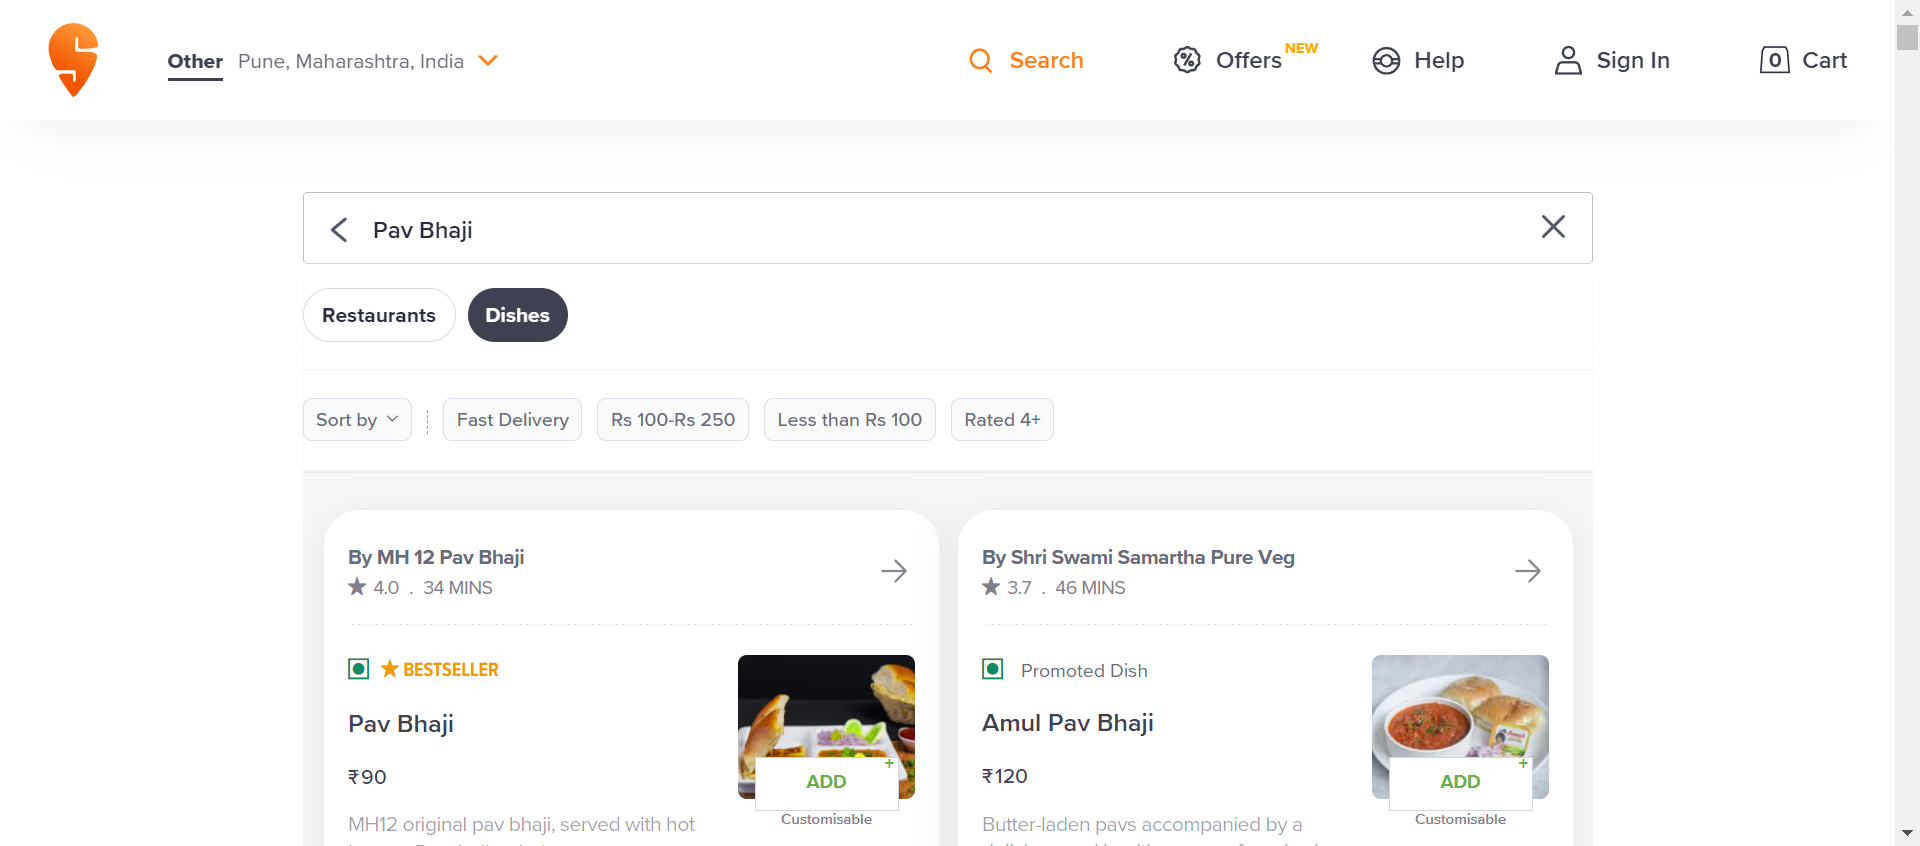 Other Pune, Maharashtra, India
Search
Offers NEW
Help
Sign In
0 Cart
Pav Bhaji
Restaurants
Dishes
Sort by
Fast Delivery
Rs 100-Rs 250
Less than Rs 100
Rated 4+
By MH 12 Pav Bhaji
4.0 . 34 MINS
BESTSELLER
Pav Bhaji
₹90
ADD +
Customisable
MH12 original pav bhaji, served with hot
By Shri Swami Samartha Pure Veg
3.7 . 46 MINS
Promoted Dish
Amul Pav Bhaji
₹120
ADD +
Customisable
Butter-laden pavs accompanied by a